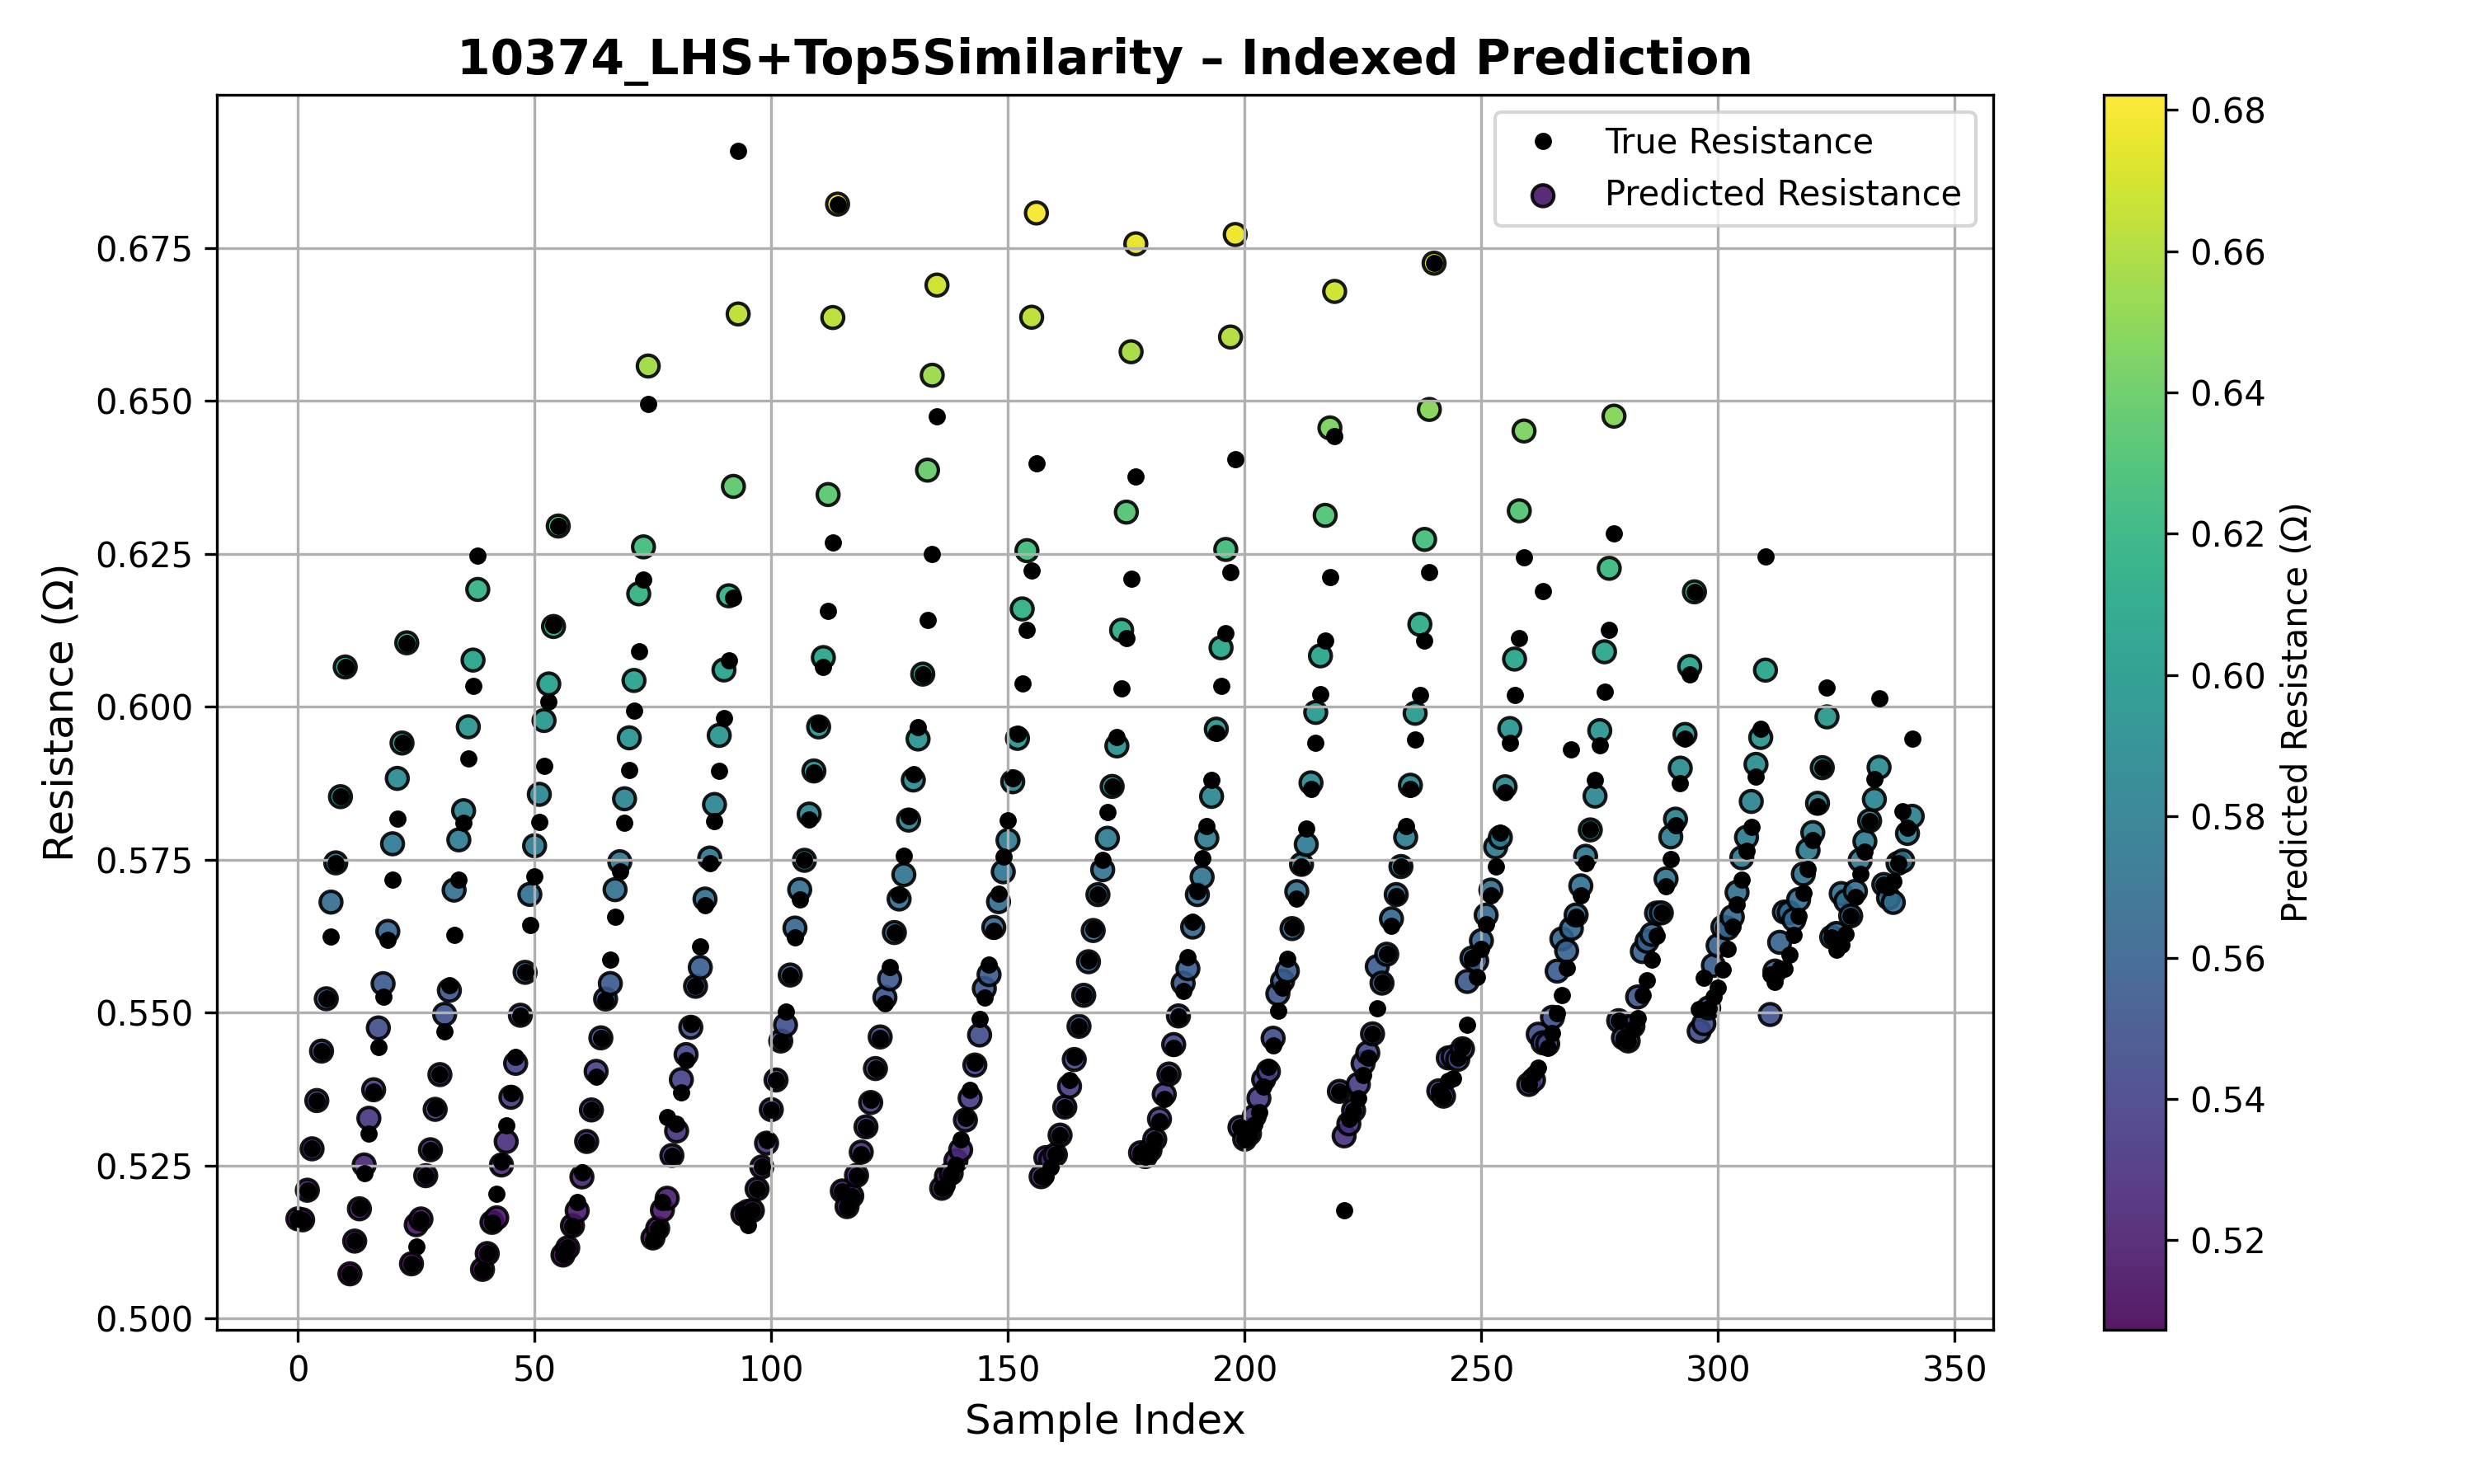 10374_LHS+Top5Similarity – Indexed Prediction
True Resistance
Predicted Resistance
Resistance (Ω)
0.675
0.650
0.625
0.600
0.575
0.550
0.525
0.500
0 50 100 150 200 250 300 350
Sample Index
0.68
0.66
0.64
0.62
0.60
0.58
0.56
0.54
0.52
Predicted Resistance (Ω)